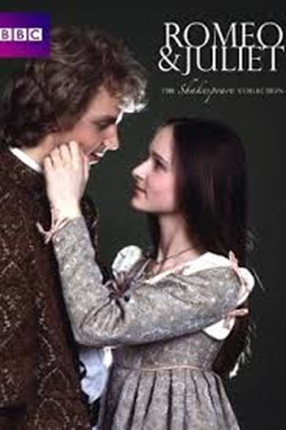 BBC
ROMEO
& JULIET
THE Shakespeare COLLECTION